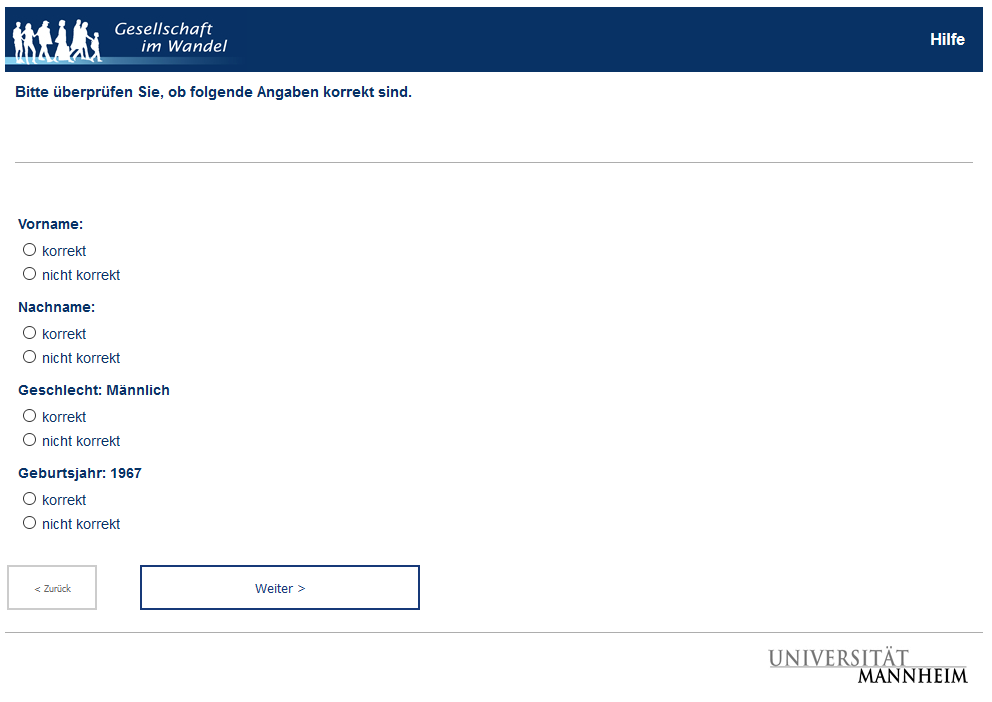 Gesellschaft
im Wandel
Hilfe
Bitte überprüfen Sie, ob folgende Angaben korrekt sind.
Vorname:
korrekt
nicht korrekt
Nachname:
korrekt
nicht korrekt
Geschlecht: Männlich
korrekt
nicht korrekt
Geburtsjahr: 1967
korrekt
nicht korrekt
< Zurück
Weiter >
UNIVERSITÄT
MANNHEIM